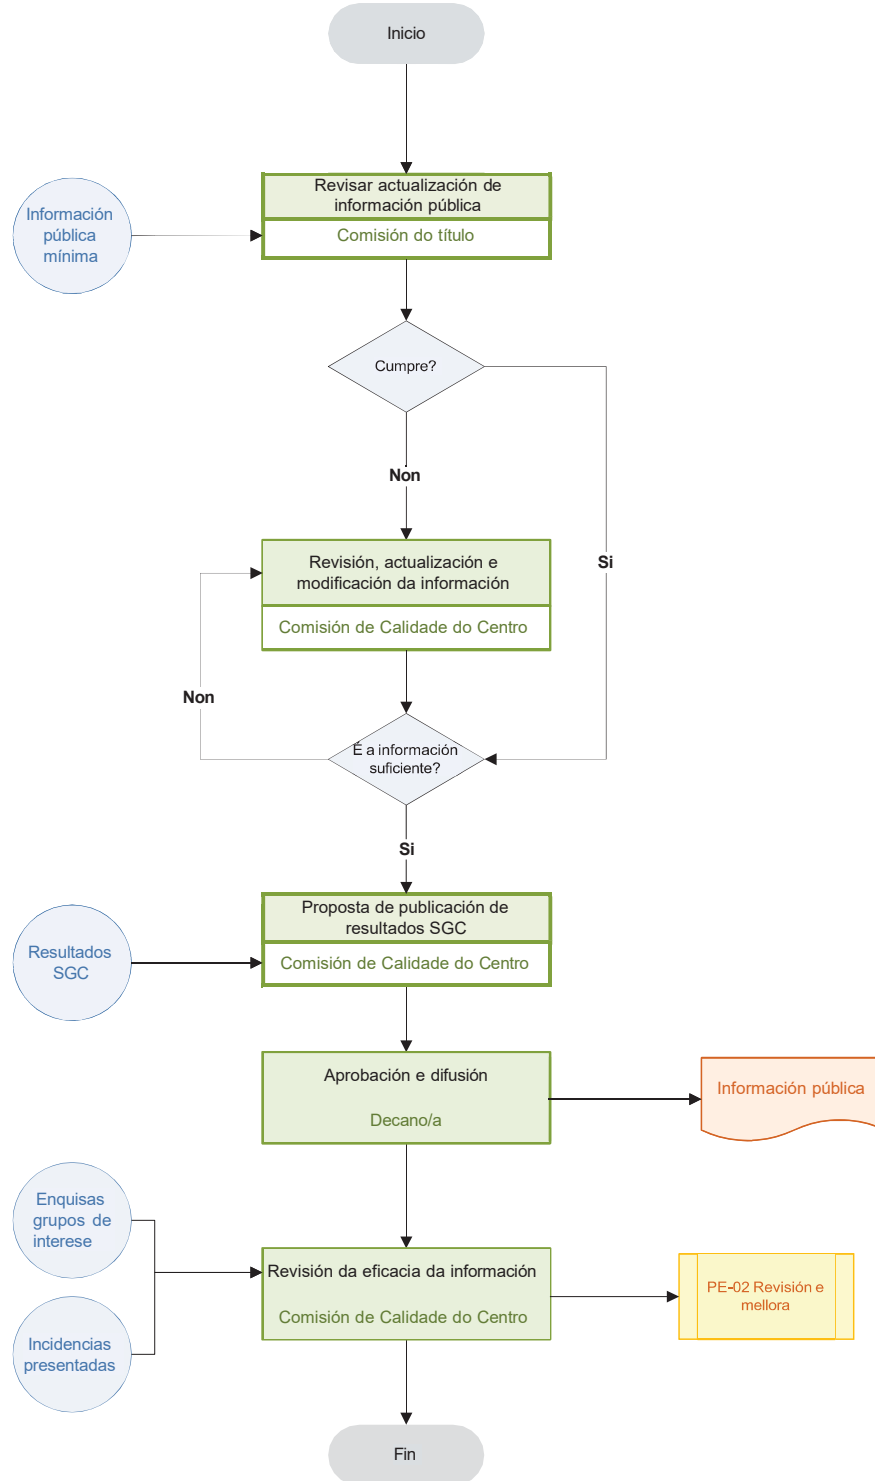 Inicio
Revisar actualización de
información pública
Comisión do título
Información
pública
mínima
Cumpre?
Non
Si
Revisión, actualización e
modificación da información
Comisión de Calidade do Centro
Non
É a información
suficiente?
Si
Proposta de publicación de
resultados SGC
Comisión de Calidade do Centro
Resultados
SGC
Aprobación e difusión
Decano/a
Información pública
Enquisas
grupos de
interese
Revisión da eficacia da información
Comisión de Calidade do Centro
PE-02 Revisión e
mellora
Incidencias
presentadas
Fin